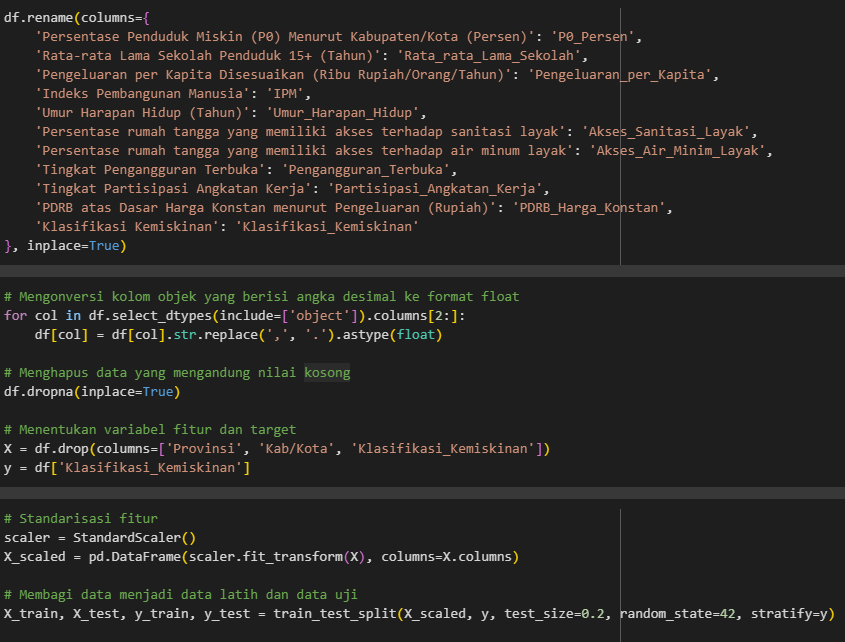 df.rename(columns={
    'Persentase Penduduk Miskin (P0) Menurut Kabupaten/Kota (Persen)': 'P0_Persen',
    'Rata-rata Lama Sekolah Penduduk 15+ (Tahun)': 'Rata_rata_Lama_Sekolah',
    'Pengeluaran per Kapita Disesuaikan (Ribu Rupiah/Orang/Tahun)': 'Pengeluaran_per_Kapita',
    'Indeks Pembangunan Manusia': 'IPM',
    'Umur Harapan Hidup (Tahun)': 'Umur_Harapan_Hidup',
    'Persentase rumah tangga yang memiliki akses terhadap sanitasi layak': 'Akses_Sanitasi_Layak',
    'Persentase rumah tangga yang memiliki akses terhadap air minum layak': 'Akses_Air_Minim_Layak',
    'Tingkat Pengangguran Terbuka': 'Pengangguran_Terbuka',
    'Tingkat Partisipasi Angkatan Kerja': 'Partisipasi_Angkatan_Kerja',
    'PDRB atas Dasar Harga Konstan menurut Pengeluaran (Rupiah)': 'PDRB_Harga_Konstan',
    'Klasifikasi Kemiskinan': 'Klasifikasi_Kemiskinan'
}, inplace=True)
# Mengonversi kolom objek yang berisi angka desimal ke format float
for col in df.select_dtypes(include=['object']).columns[2:]:
    df[col] = df[col].str.replace(',', '.').astype(float)
# Menghapus data yang mengandung nilai kosong
df.dropna(inplace=True)
# Menentukan variabel fitur dan target
X = df.drop(columns=['Provinsi', 'Kab/Kota', 'Klasifikasi_Kemiskinan'])
y = df['Klasifikasi_Kemiskinan']
# Standarisasi fitur
scaler = StandardScaler()
X_scaled = pd.DataFrame(scaler.fit_transform(X), columns=X.columns)
# Membagi data menjadi data latih dan data uji
X_train, X_test, y_train, y_test = train_test_split(X_scaled, y, test_size=0.2, random_state=42, stratify=y)